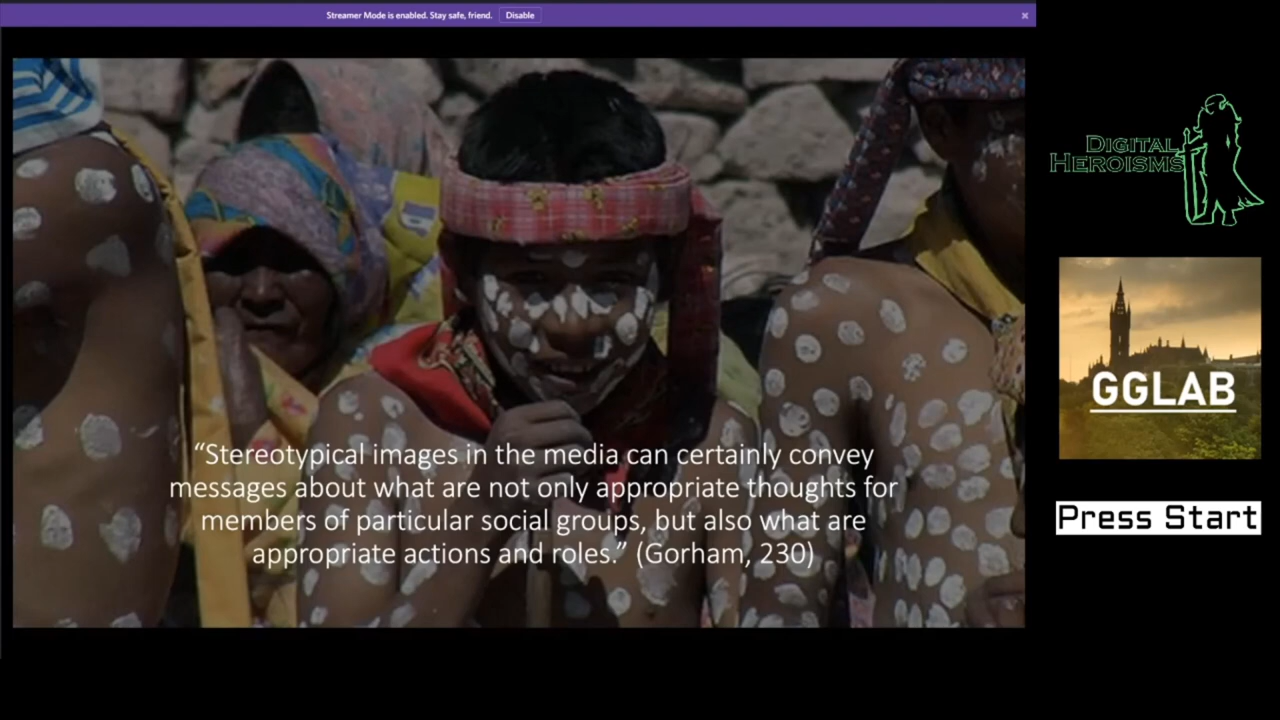 Streamer Mode is enabled. Stay safe, friend. Disable
“Stereotypical images in the media can certainly convey
messages about what are not only appropriate thoughts for
members of particular social groups, but also what are
appropriate actions and roles.” (Gorham, 230)
DIGITAL
HEROISMS
GGLAB
Press Start